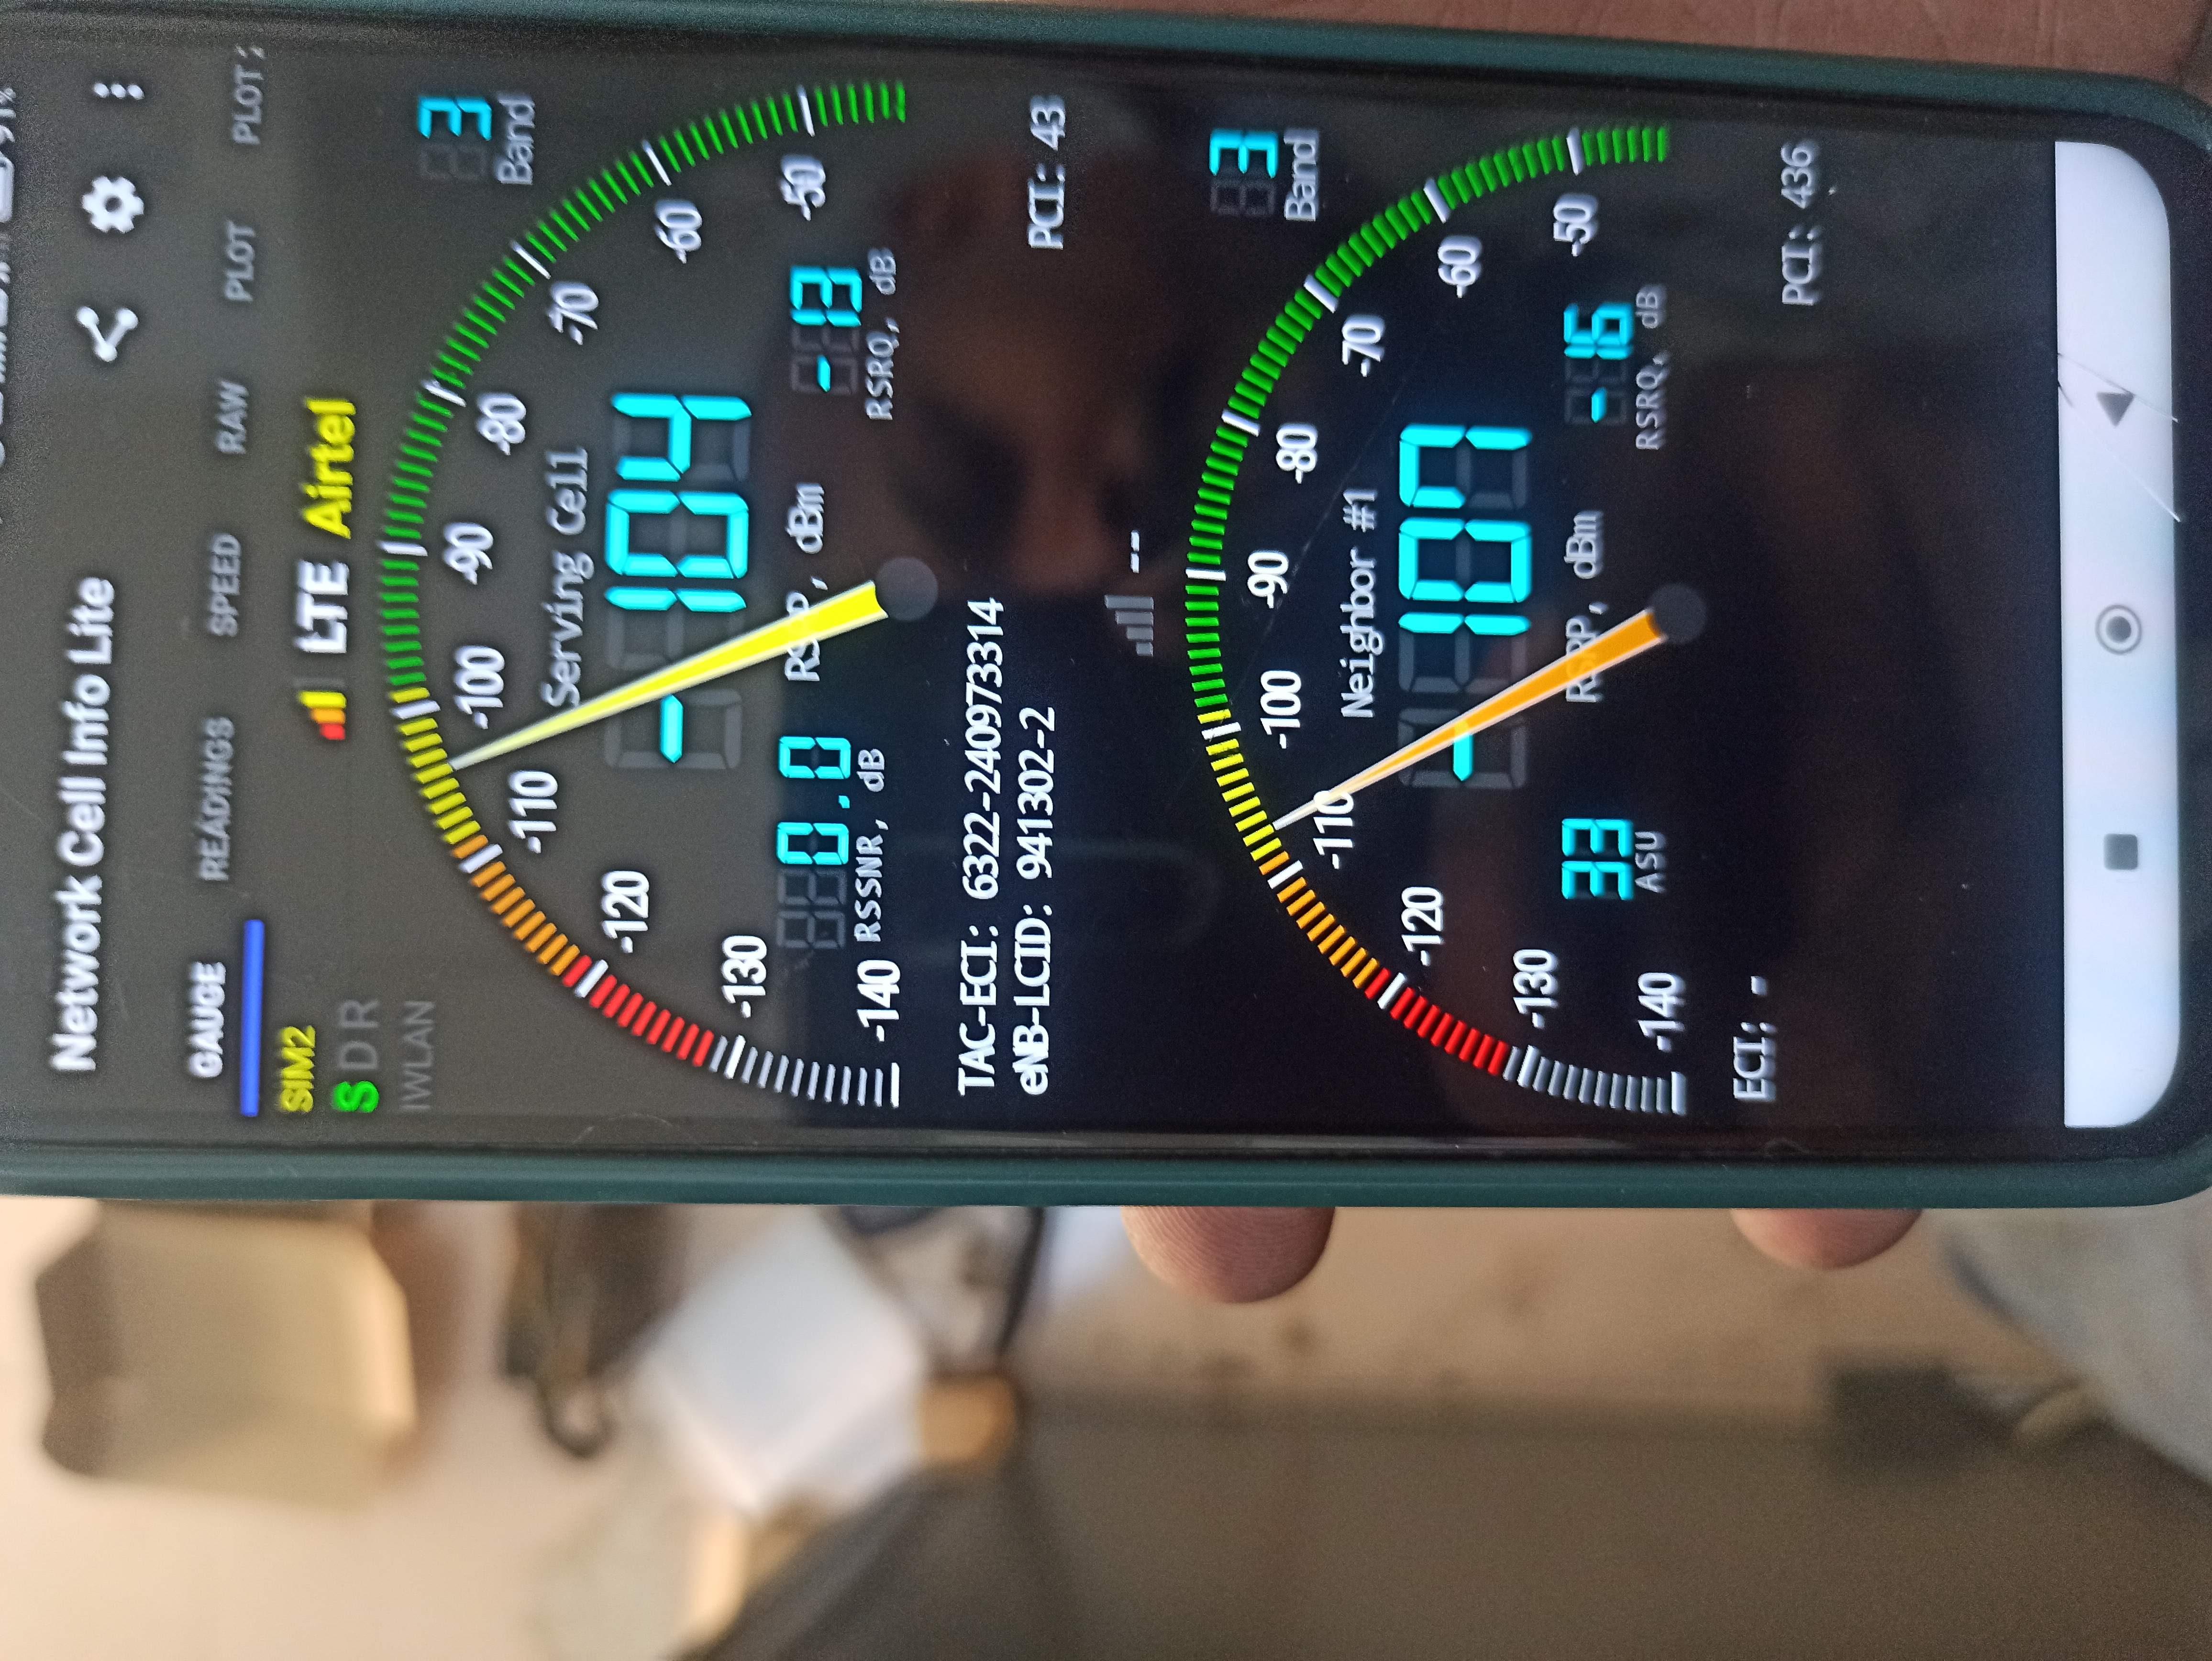 91%
Network Cell Info Lite
GAUGE READINGS SPEED RAW PLOT PLOT 2
SIM2
LTE Airtel
S D R
IWLAN
3
Band
-140 -130 -120 -110 -100 -90 -80 -70 -60 -50
Serving Cell
-104
RSRP, dBm
0.0
RSSNR, dB
-13
RSRQ, dB
TAC-ECI: 6322-240973314
eNB-LCID: 941302-2
PCI: 43
--
3
Band
-140 -130 -120 -110 -100 -90 -80 -70 -60 -50
Neighbor #1
-107
RSRP, dBm
33
ASU
-16
RSRQ, dB
ECI: -
PCI: 436